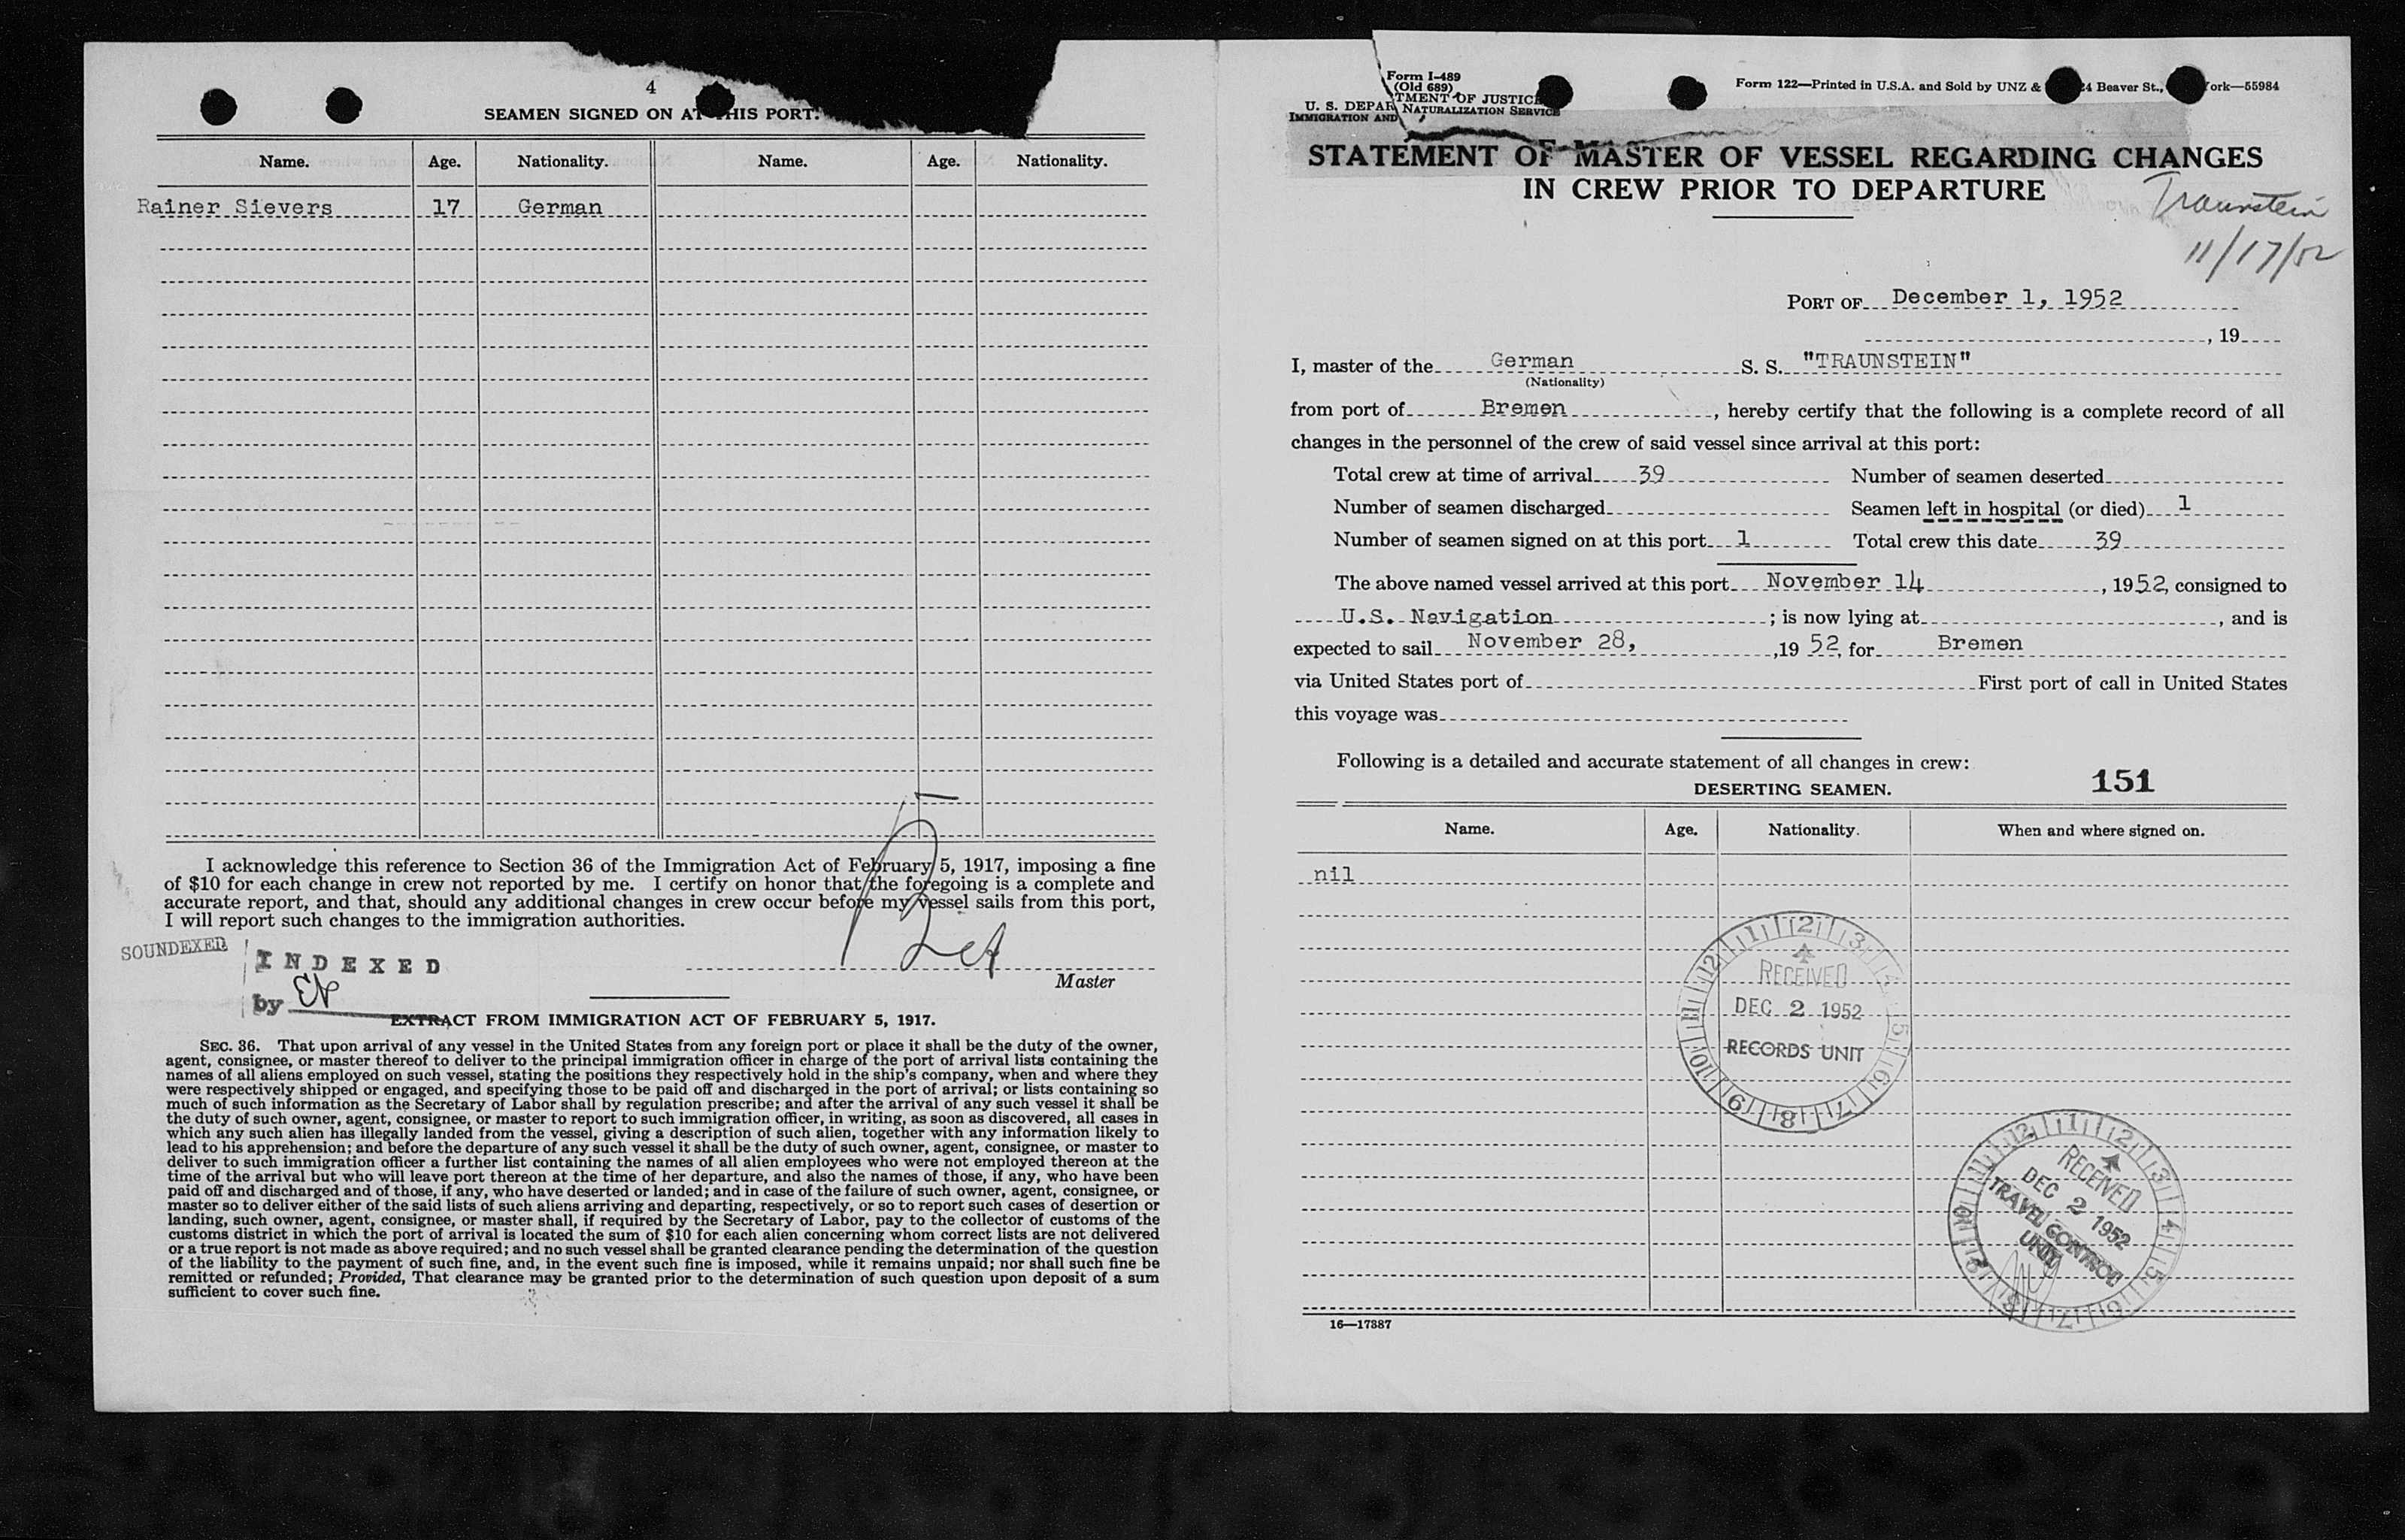 4
SEAMEN SIGNED ON AT THIS PORT.
Name. Age. Nationality. Name. Age. Nationality.
Rainer Sievers 17 German
I acknowledge this reference to Section 36 of the Immigration Act of February 5, 1917, imposing a fine
of $10 for each change in crew not reported by me. I certify on honor that the foregoing is a complete and
accurate report, and that, should any additional changes in crew occur before my vessel sails from this port,
I will report such changes to the immigration authorities.
SOUNDEXED
INDEXED
by
Master
EXTRACT FROM IMMIGRATION ACT OF FEBRUARY 5, 1917.
SEC. 36. That upon arrival of any vessel in the United States from any foreign port or place it shall be the duty of the owner,
agent, consignee, or master thereof to deliver to the principal immigration officer in charge of the port of arrival lists containing the
names of all aliens employed on such vessel, stating the positions they respectively hold in the ship's company, when and where they
were respectively shipped or engaged, and specifying those to be paid off and discharged in the port of arrival; or lists containing so
much of such information as the Secretary of Labor shall by regulation prescribe; and after the arrival of any such vessel it shall be
the duty of such owner, agent, consignee, or master to report to such immigration officer, in writing, as soon as discovered, all cases in
which any such alien has illegally landed from the vessel, giving a description of such alien, together with any information likely to
lead to his apprehension; and before the departure of any such vessel it shall be the duty of such owner, agent, consignee, or master to
deliver to such immigration officer a further list containing the names of all alien employees who were not employed thereon at the
time of the arrival but who will leave port thereon at the time of her departure, and also the names of those, if any, who have been
paid off and discharged and of those, if any, who have deserted or landed; and in case of the failure of such owner, agent, consignee, or
master so to deliver either of the said lists of such aliens arriving and departing, respectively, or so to report such cases of desertion or
landing, such owner, agent, consignee, or master shall, if required by the Secretary of Labor, pay to the collector of customs of the
customs district in which the port of arrival is located the sum of $10 for each alien concerning whom correct lists are not delivered
or a true report is not made as above required; and no such vessel shall be granted clearance pending the determination of the question
of the liability to the payment of such fine, and, in the event such fine is imposed, while it remains unpaid; nor shall such fine be
remitted or refunded; Provided, That clearance may be granted prior to the determination of such question upon deposit of a sum
sufficient to cover such fine.
Form I-489
(Old 689)
U. S. DEPARTMENT OF JUSTICE
IMMIGRATION AND NATURALIZATION SERVICE
Form 122—Printed in U.S.A. and Sold by UNZ & 24 Beaver St., York—55984
STATEMENT OF MASTER OF VESSEL REGARDING CHANGES
IN CREW PRIOR TO DEPARTURE
Traunstein
11/17/52
PORT OF December 1, 1952
, 19
I, master of the German S. S. "TRAUNSTEIN"
(Nationality)
from port of Bremen, hereby certify that the following is a complete record of all
changes in the personnel of the crew of said vessel since arrival at this port:
Total crew at time of arrival 39 Number of seamen deserted
Number of seamen discharged Seamen left in hospital (or died) 1
Number of seamen signed on at this port 1 Total crew this date 39
The above named vessel arrived at this port November 14, 1952, consigned to
U.S. Navigation; is now lying at , and is
expected to sail November 28, ,19 52, for Bremen
via United States port of First port of call in United States
this voyage was
Following is a detailed and accurate statement of all changes in crew:
151
DESERTING SEAMEN.
Name. Age. Nationality. When and where signed on.
nil
12 1 2 3 4 5 6 7 8 9 10 11
RECEIVED
DEC 2 1952
RECORDS UNIT
12 1 2 3 4 5 6 7 8 9 10 11
RECEIVED
DEC 2 1952
TRAVEL CONTROL
UNIT
16—17887